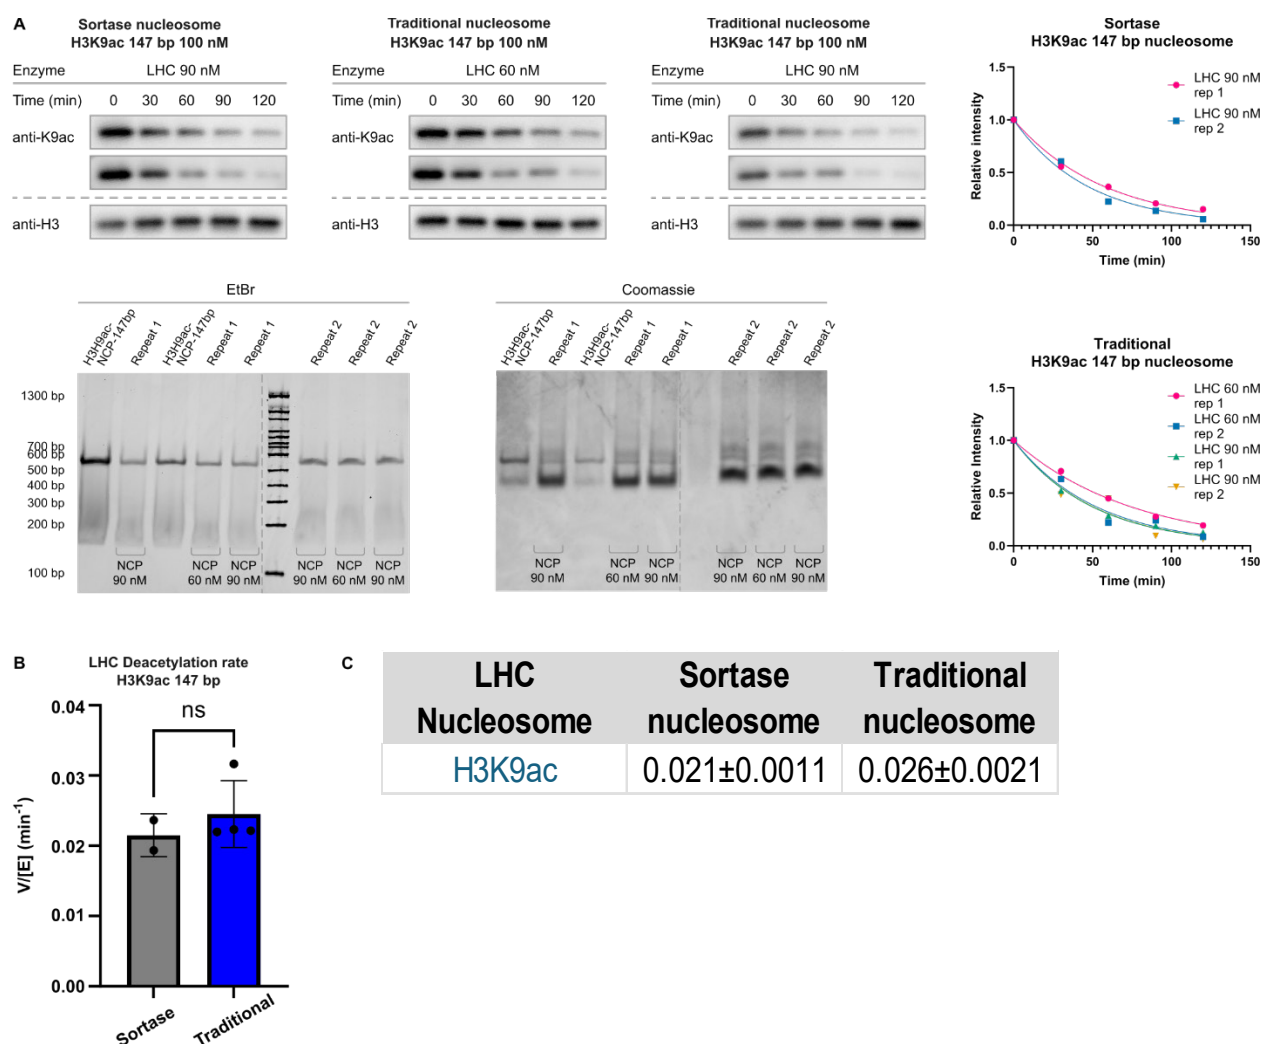 A
Sortase nucleosome
H3K9ac 147 bp 100 nM
Enzyme LHC 90 nM
Time (min) 0 30 60 90 120
anti-K9ac
anti-H3
Traditional nucleosome
H3K9ac 147 bp 100 nM
Enzyme LHC 60 nM
Time (min) 0 30 60 90 120
anti-K9ac
anti-H3
Traditional nucleosome
H3K9ac 147 bp 100 nM
Enzyme LHC 90 nM
Time (min) 0 30 60 90 120
anti-K9ac
anti-H3
Sortase
H3K9ac 147 bp nucleosome
1.5
1.0
0.5
0.0
Relative intensity
0 50 100 150
Time (min)
LHC 90 nM
rep 1
LHC 90 nM
rep 2
EtBr
H3H9ac-
NCP-147bp
Repeat 1
H3H9ac-
NCP-147bp
Repeat 1
Repeat 1
Repeat 2
Repeat 2
Repeat 2
1300 bp
700 bp
600 bp
500 bp
400 bp
300 bp
200 bp
100 bp
NCP NCP NCP NCP NCP NCP
90 nM 60 nM 90 nM 90 nM 60 nM 90 nM
Coomassie
H3H9ac-
NCP-147bp
Repeat 1
H3H9ac-
NCP-147bp
Repeat 1
Repeat 1
Repeat 2
Repeat 2
Repeat 2
NCP NCP NCP NCP NCP NCP
90 nM 60 nM 90 nM 90 nM 60 nM 90 nM
Traditional
H3K9ac 147 bp nucleosome
1.5
1.0
0.5
0.0
Relative Intensity
0 50 100 150
Time (min)
LHC 60 nM
rep 1
LHC 60 nM
rep 2
LHC 90 nM
rep 1
LHC 90 nM
rep 2
B
LHC Deacetylation rate
H3K9ac 147 bp
ns
0.04
0.03
0.02
0.01
0.00
V/[E] (min-1)
Sortase
Traditional
C
LHC Sortase Traditional
Nucleosome nucleosome nucleosome
H3K9ac 0.021±0.0011 0.026±0.0021